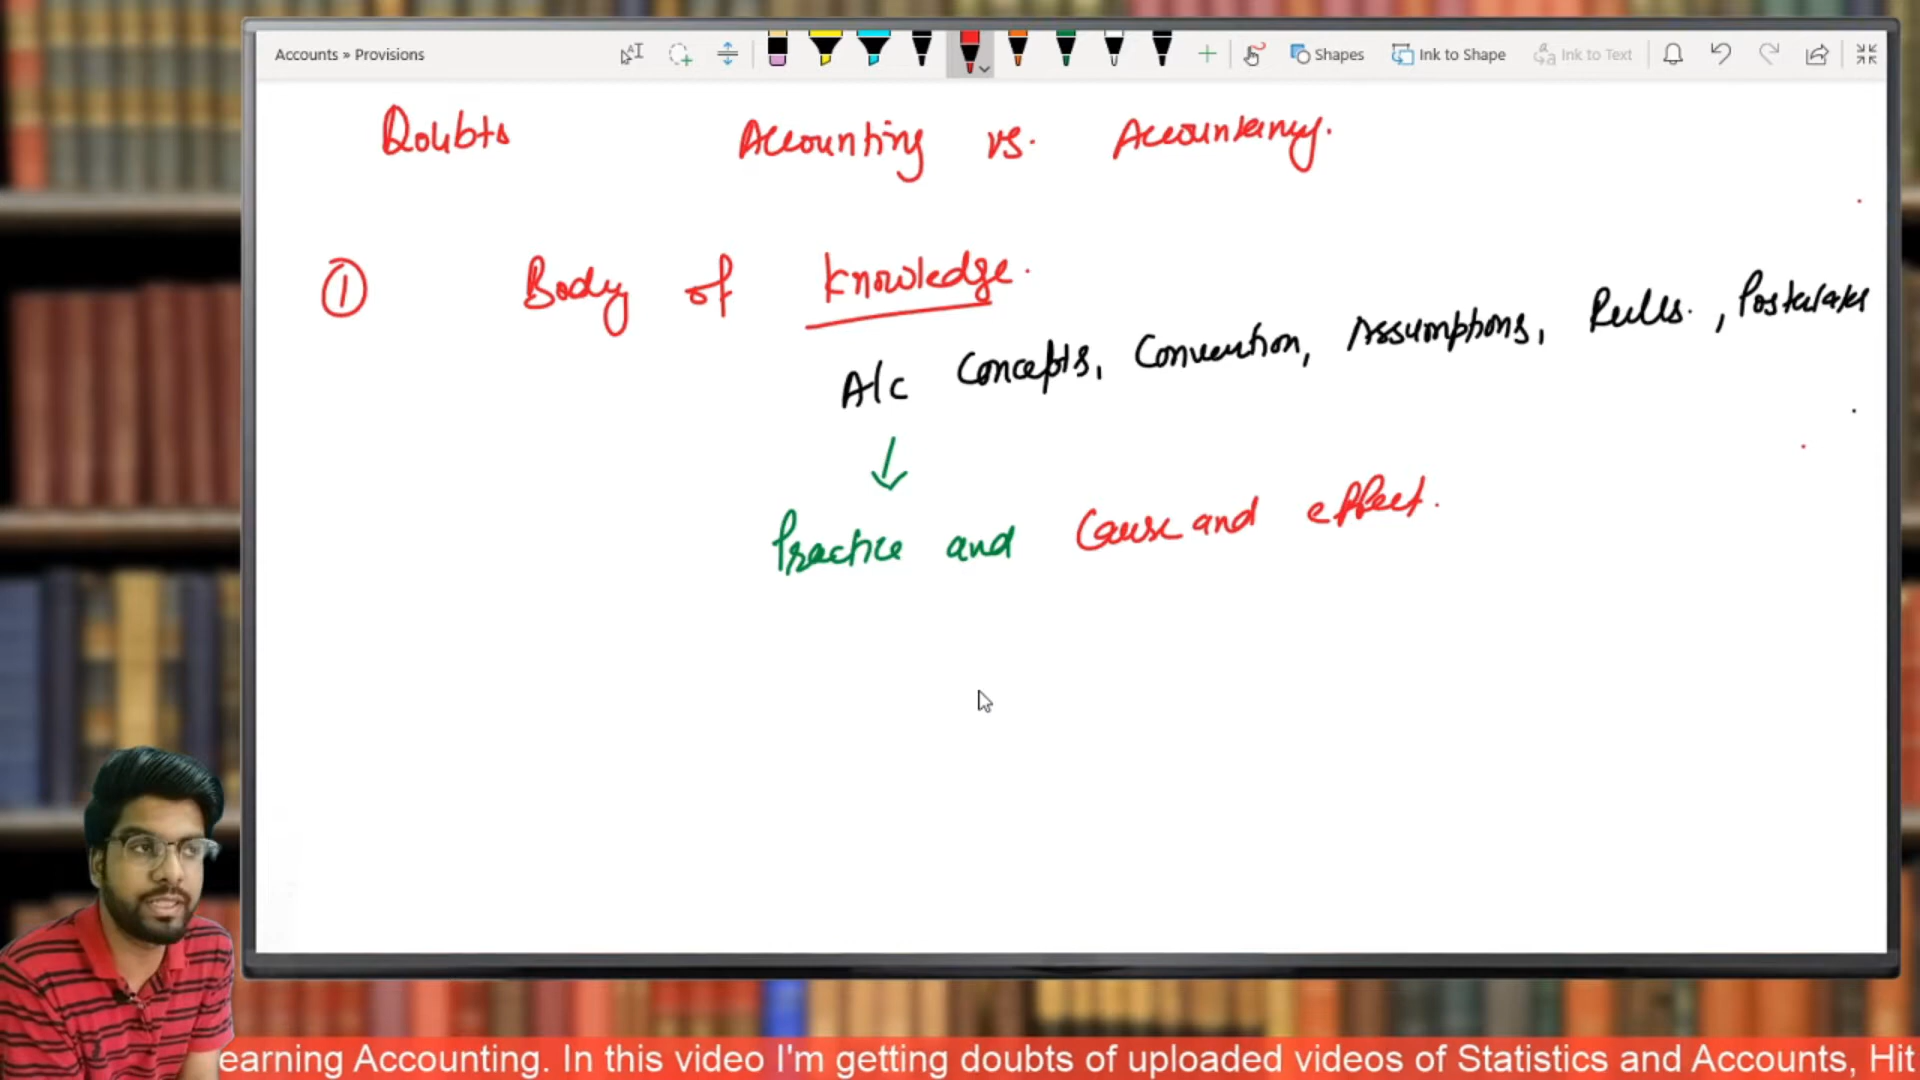 Accounts » Provisions
Shapes
Ink to Shape
Ink to Text
Doubts Accounting vs. Accountancy.
① Body of Knowledge.
A/c Concepts, Convention, Assumptions, Rules. , Postulates
Practice and Cause and effect.
earning Accounting. In this video I'm getting doubts of uploaded videos of Statistics and Accounts, Hit